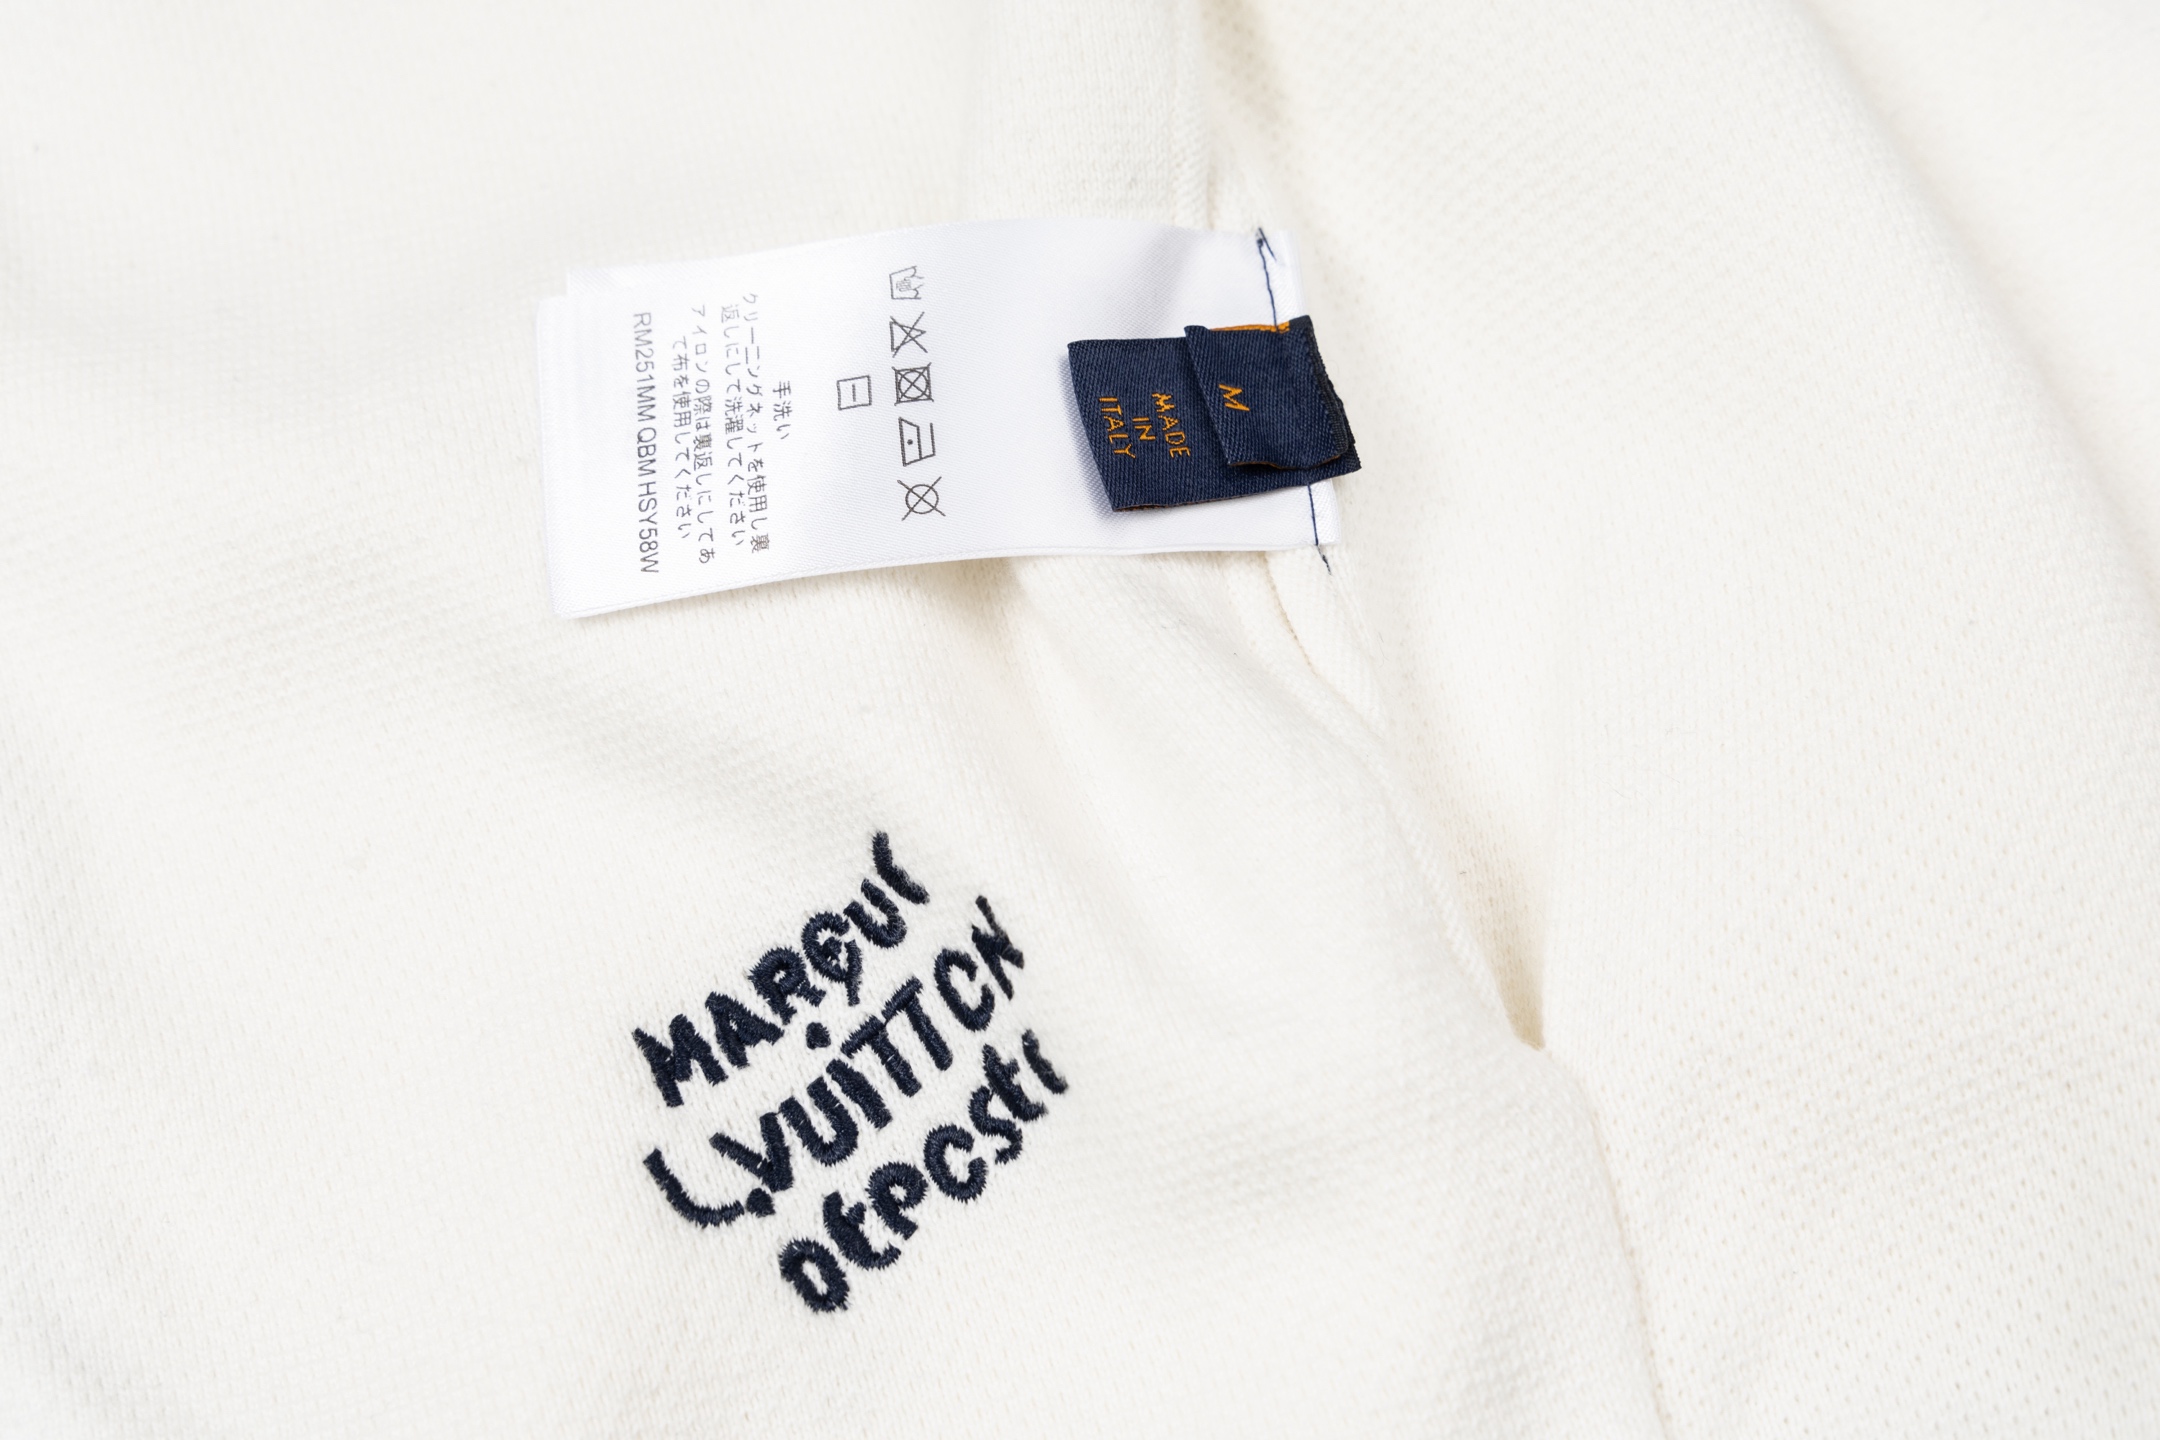 手洗い
クリーニングネットを使用し裏
返しにして洗濯してください
アイロンの際は裏返しにしてあ
て布を使用してください
RM251MM QBM HSY58W
M
MADE
IN
ITALY
MARQUE
L.VUITTON
DÉPOSÉE